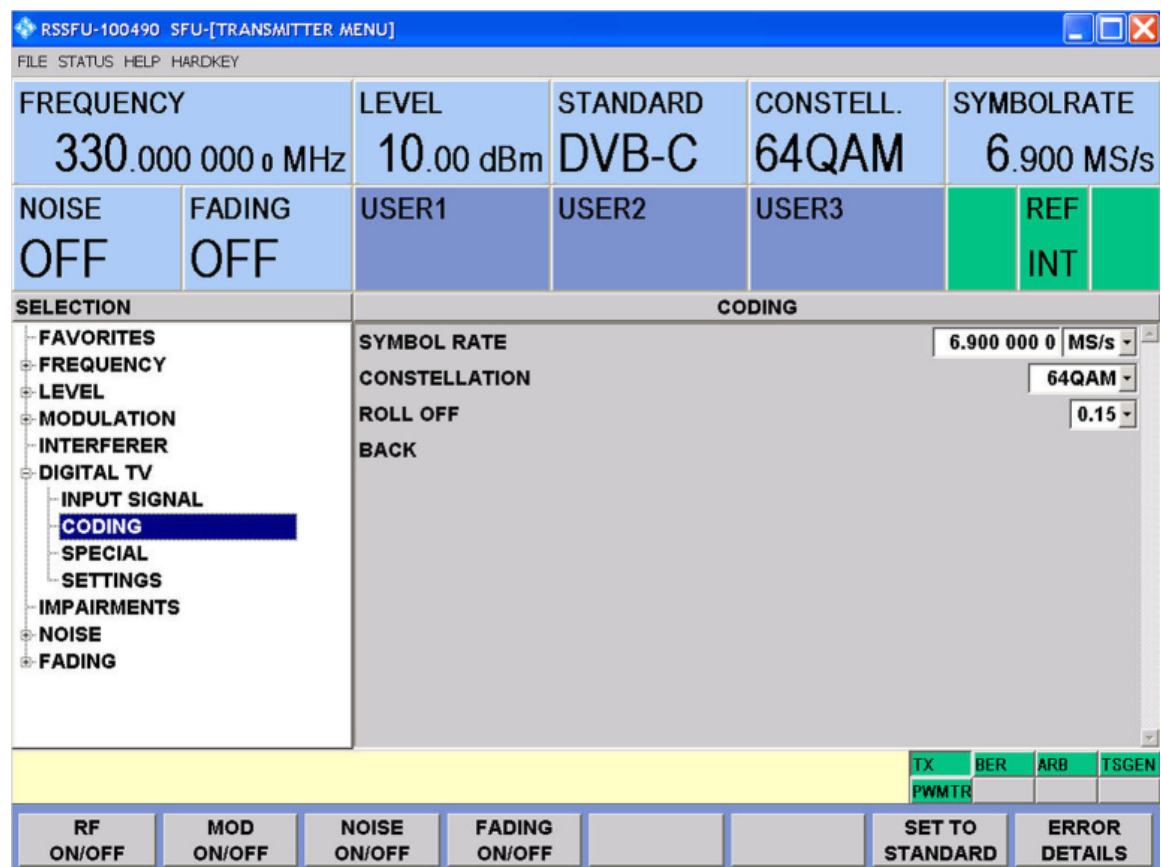 RSSFU-100490 SFU-[TRANSMITTER MENU]
FILE STATUS HELP HARDKEY
FREQUENCY LEVEL STANDARD CONSTELL. SYMBOLRATE
330.000 000 0 MHz 10.00 dBm DVB-C 64QAM 6.900 MS/s
NOISE FADING USER1 USER2 USER3 REF
OFF OFF INT
SELECTION CODING
FAVORITES
FREQUENCY
LEVEL
MODULATION
INTERFERER
DIGITAL TV
INPUT SIGNAL
CODING
SPECIAL
SETTINGS
IMPAIRMENTS
NOISE
FADING
SYMBOL RATE 6.900 000 0 MS/s
CONSTELLATION 64QAM
ROLL OFF 0.15
BACK
TX BER ARB TSGEN
PWMTR
RF ON/OFF
MOD ON/OFF
NOISE ON/OFF
FADING ON/OFF
SET TO STANDARD
ERROR DETAILS